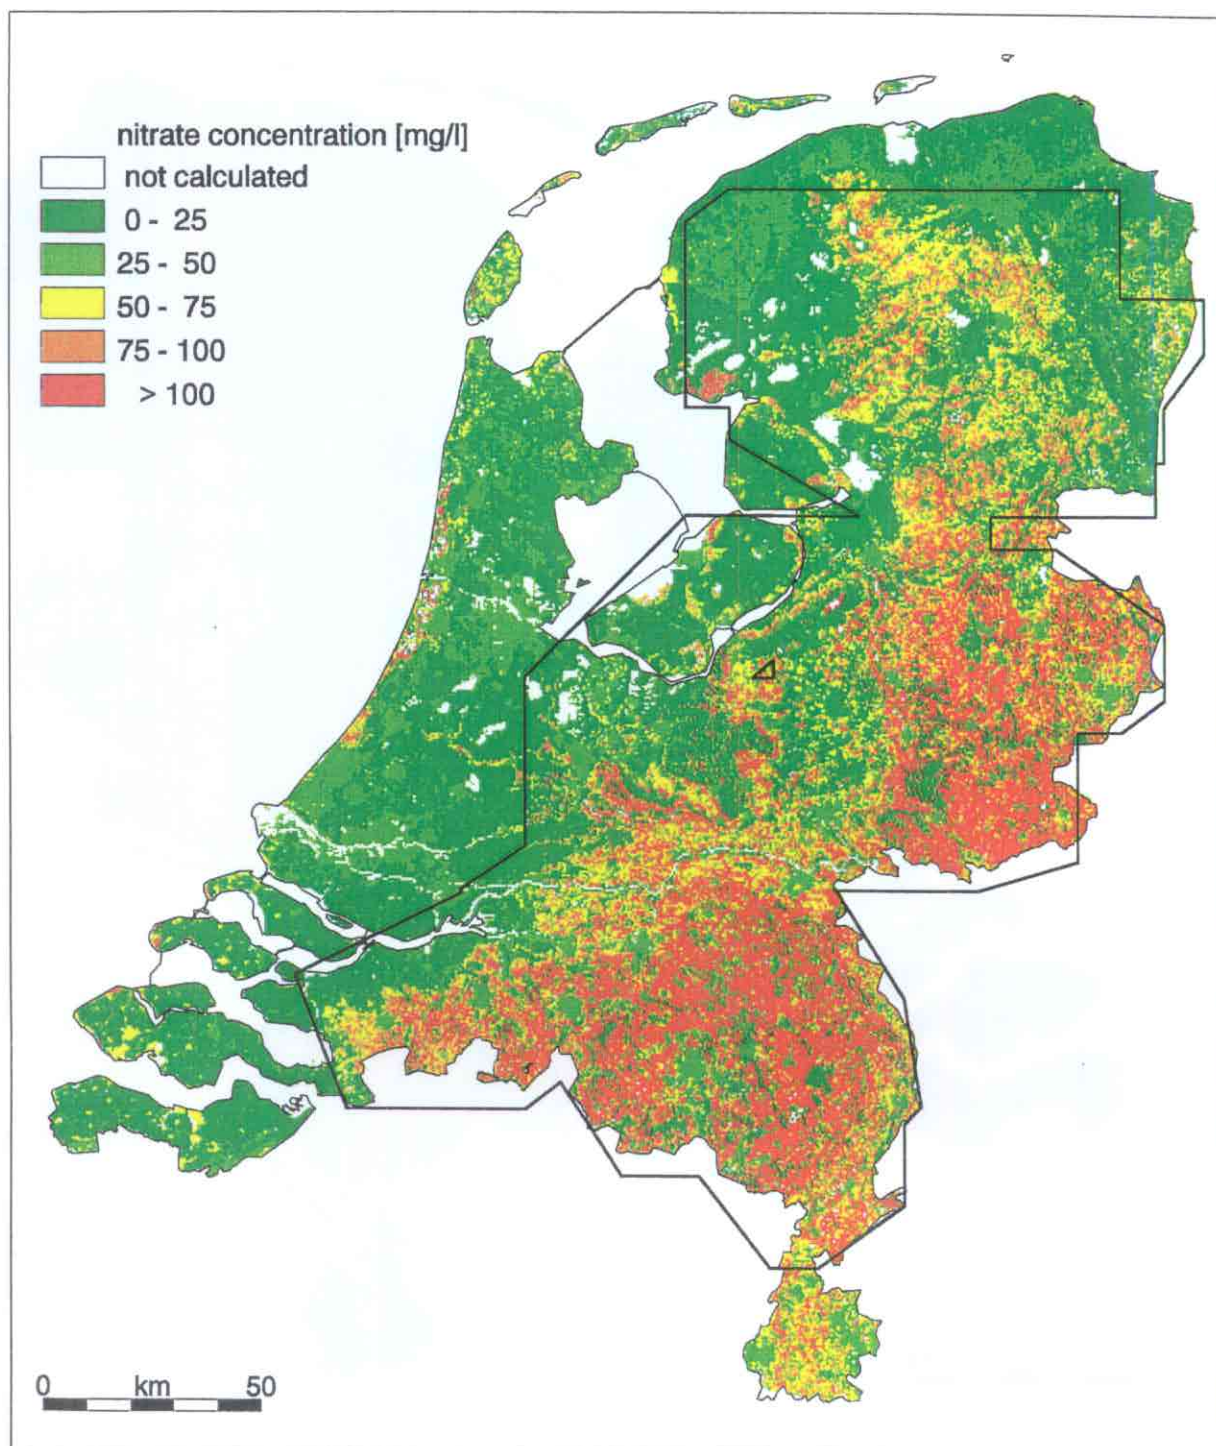 nitrate concentration [mg/l]
not calculated
0 - 25
25 - 50
50 - 75
75 - 100
> 100
0 km 50